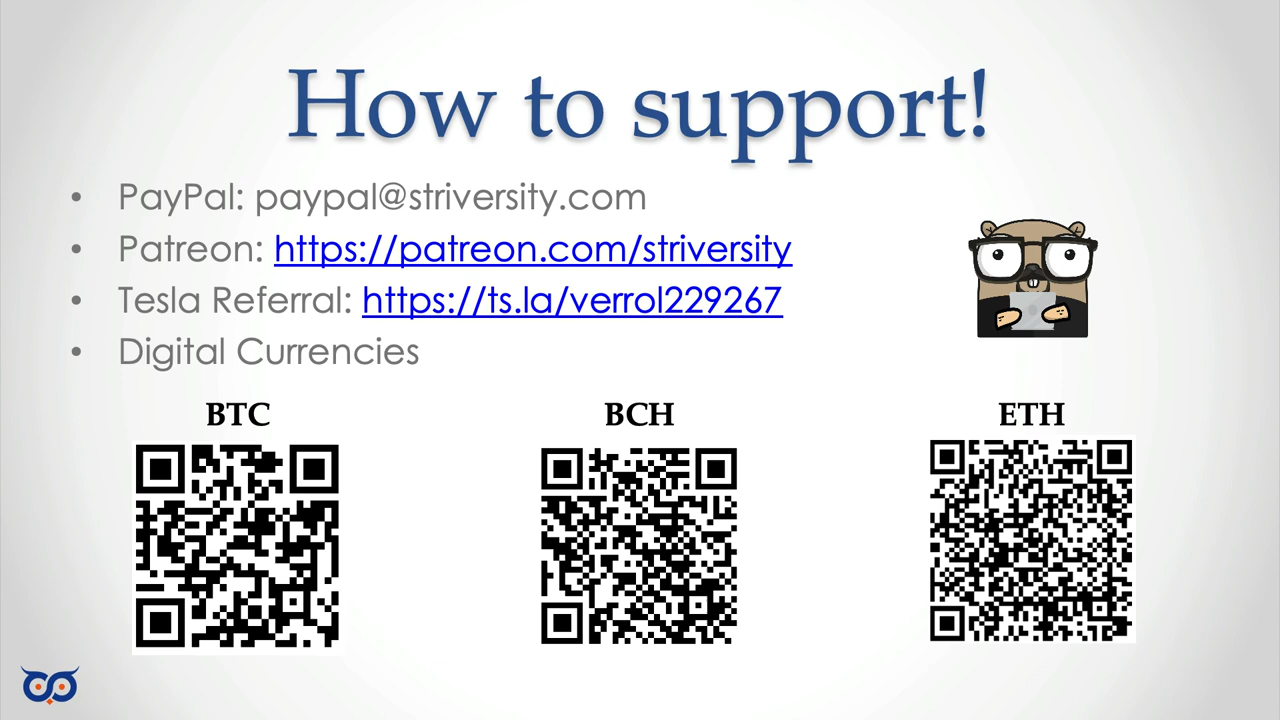 How to support!
• PayPal: paypal@striversity.com
• Patreon: https://patreon.com/striversity
• Tesla Referral: https://ts.la/verrol229267
• Digital Currencies
BTC
BCH
ETH